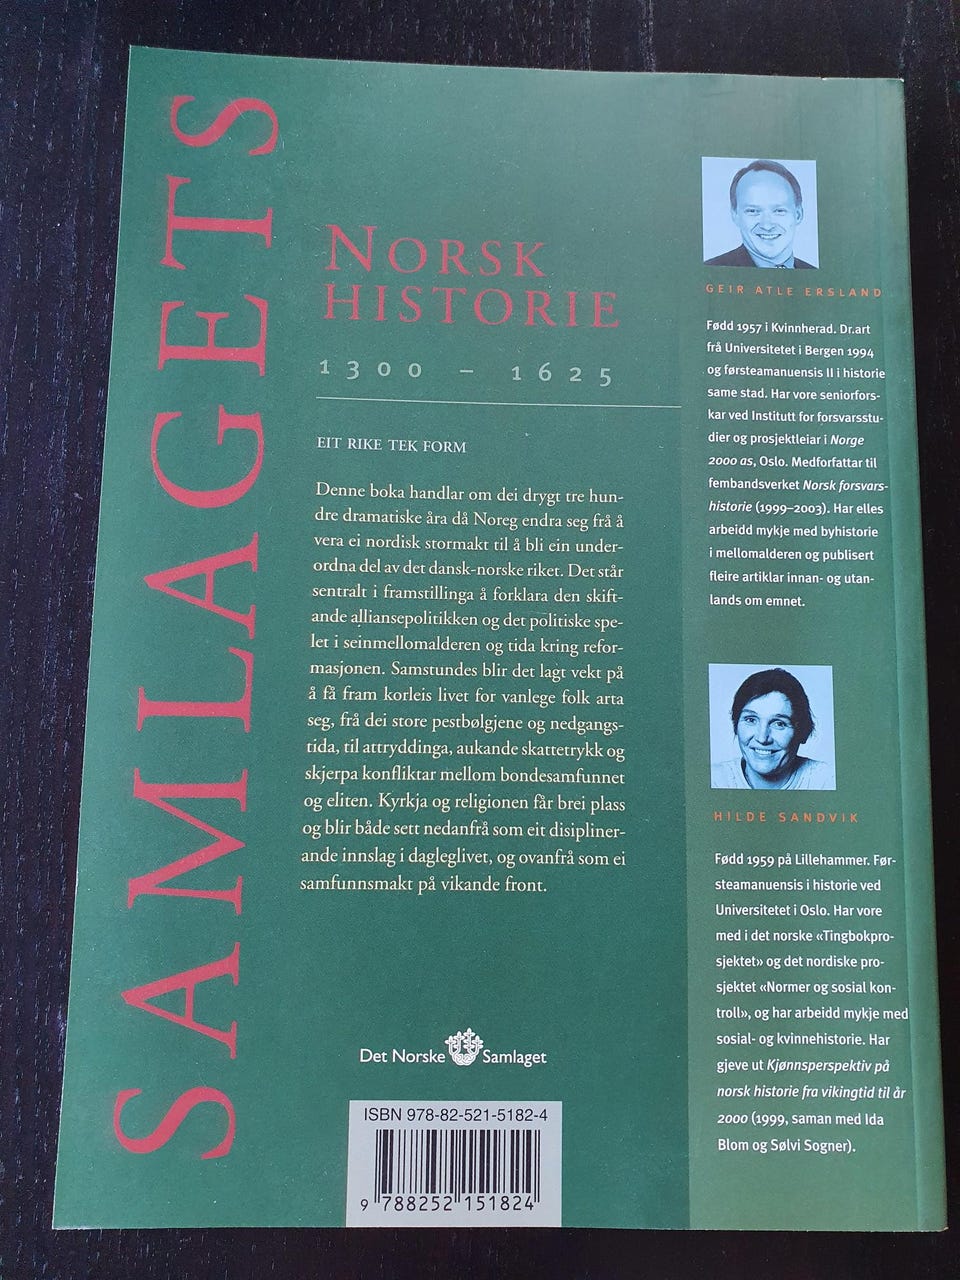 SAMLAGETS
NORSK
HISTORIE
1300 – 1625
EIT RIKE TEK FORM
Denne boka handlar om dei drygt tre hun-
dre dramatiske åra då Noreg endra seg frå å
vera ei nordisk stormakt til å bli ein under-
ordna del av det dansk-norske riket. Det står
sentralt i framstillinga å forklara den skift-
ande alliansepolitikken og det politiske spe-
let i seinmellomalderen og tida kring refor-
masjonen. Samstundes blir det lagt vekt på
å få fram korleis livet for vanlege folk arta
seg, frå dei store pestbølgjene og nedgangs-
tida, til attryddinga, aukande skattetrykk og
skjerpa konfliktar mellom bondesamfunnet
og eliten. Kyrkja og religionen får brei plass
og blir både sett nedanfrå som eit disiplinar-
ande innslag i dagleglivet, og ovanfrå som ei
samfunnsmakt på vikande front.
Det Norske Samlaget
ISBN 978-82-521-5182-4
9 788252 151824
GEIR ATLE ERSLAND
Fødd 1957 i Kvinnherad. Dr.art
frå Universitetet i Bergen 1994
og førsteamanuensis II i historie
same stad. Har vore seniorfors-
kar ved Institutt for forsvarsstu-
dier og prosjektleiar i Norge
2000 as, Oslo. Medforfattar til
fembandsverket Norsk forsvars-
historie (1999–2003). Har elles
arbeidd mykje med byhistorie
i mellomalderen og publisert
fleire artiklar innan- og utan-
lands om emnet.
HILDE SANDVIK
Fødd 1959 på Lillehammer. Før-
steamanuensis i historie ved
Universitetet i Oslo. Har vore
med i det norske «Tingbokpro-
sjektet» og det nordiske pro-
sjektet «Normer og sosial kon-
troll», og har arbeidd mykje med
sosial- og kvinnehistorie. Har
gjeve ut Kjønnsperspektiv på
norsk historie fra vikingtid til år
2000 (1999, saman med Ida
Blom og Sølvi Sogner).